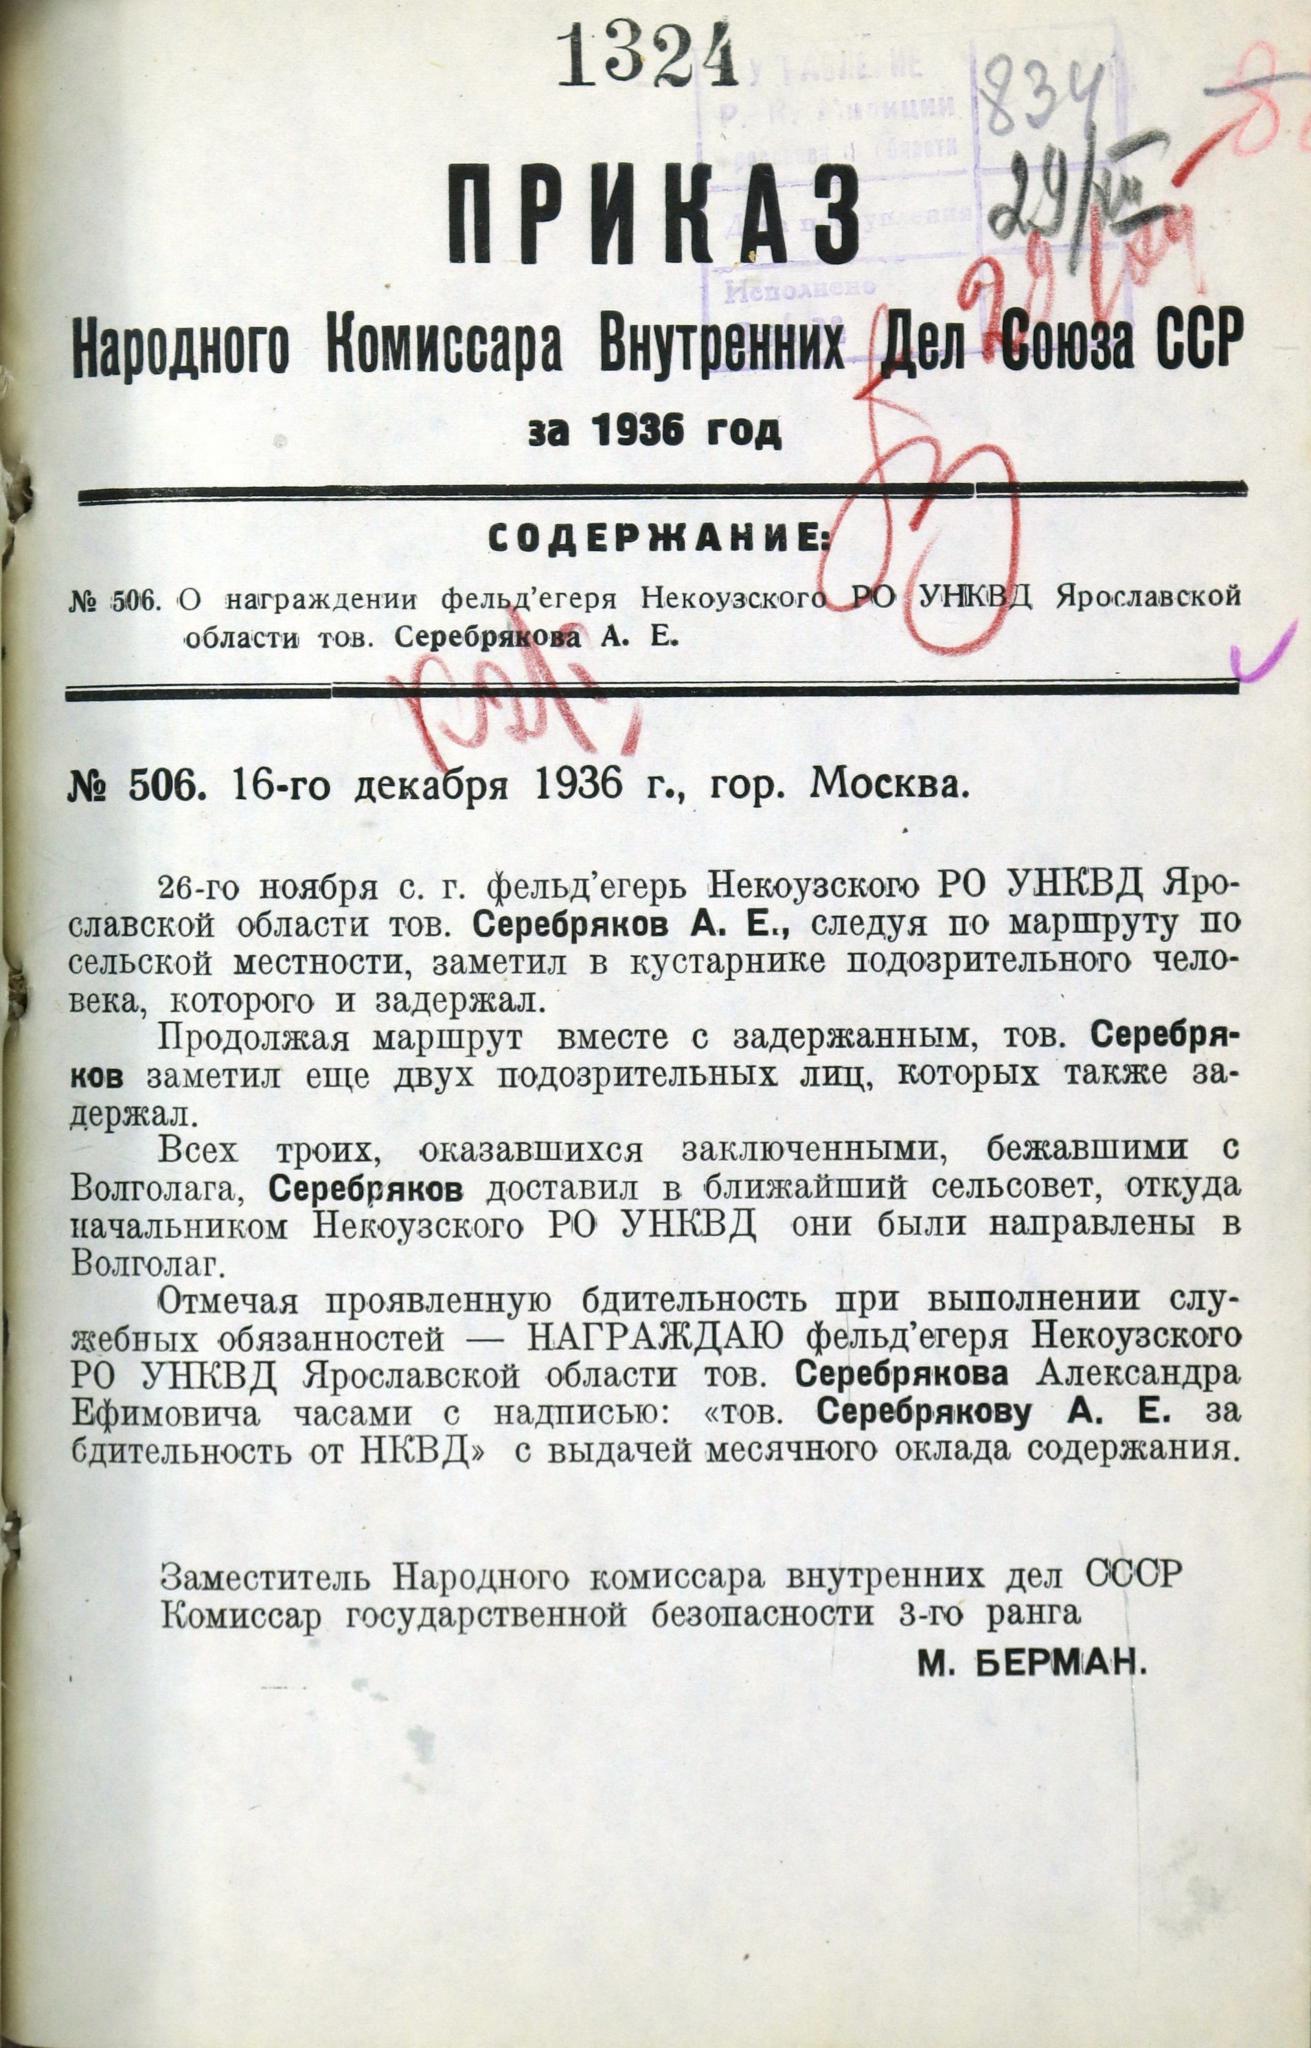 1324
834
29/XII
ПРИКАЗ
Исполнено
Народного Комиссара Внутренних Дел Союза ССР
за 1936 год
СОДЕРЖАНИЕ:
№ 506. О награждении фельд’егеря Некоузского РО УНКВД Ярославской
области тов. Серебрякова А. Е.
№ 506. 16-го декабря 1936 г., гор. Москва.
26-го ноября с. г. фельд’егерь Некоузского РО УНКВД Яро-
славской области тов. Серебряков А. Е., следуя по маршруту по
сельской местности, заметил в кустарнике подозрительного чело-
века, которого и задержал.
Продолжая маршрут вместе с задержанным, тов. Серебря-
ков заметил еще двух подозрительных лиц, которых также за-
держал.
Всех троих, оказавшихся заключенными, бежавшими с
Волголага, Серебряков доставил в ближайший сельсовет, откуда
начальником Некоузского РО УНКВД они были направлены в
Волголаг.
Отмечая проявленную бдительность при выполнении слу-
жебных обязанностей — НАГРАЖДАЮ фельд’егеря Некоузского
РО УНКВД Ярославской области тов. Серебрякова Александра
Ефимовича часами с надписью: «тов. Серебрякову А. Е. за
бдительность от НКВД» с выдачей месячного оклада содержания.
Заместитель Народного комиссара внутренних дел СССР
Комиссар государственной безопасности 3-го ранга
М. БЕРМАН.